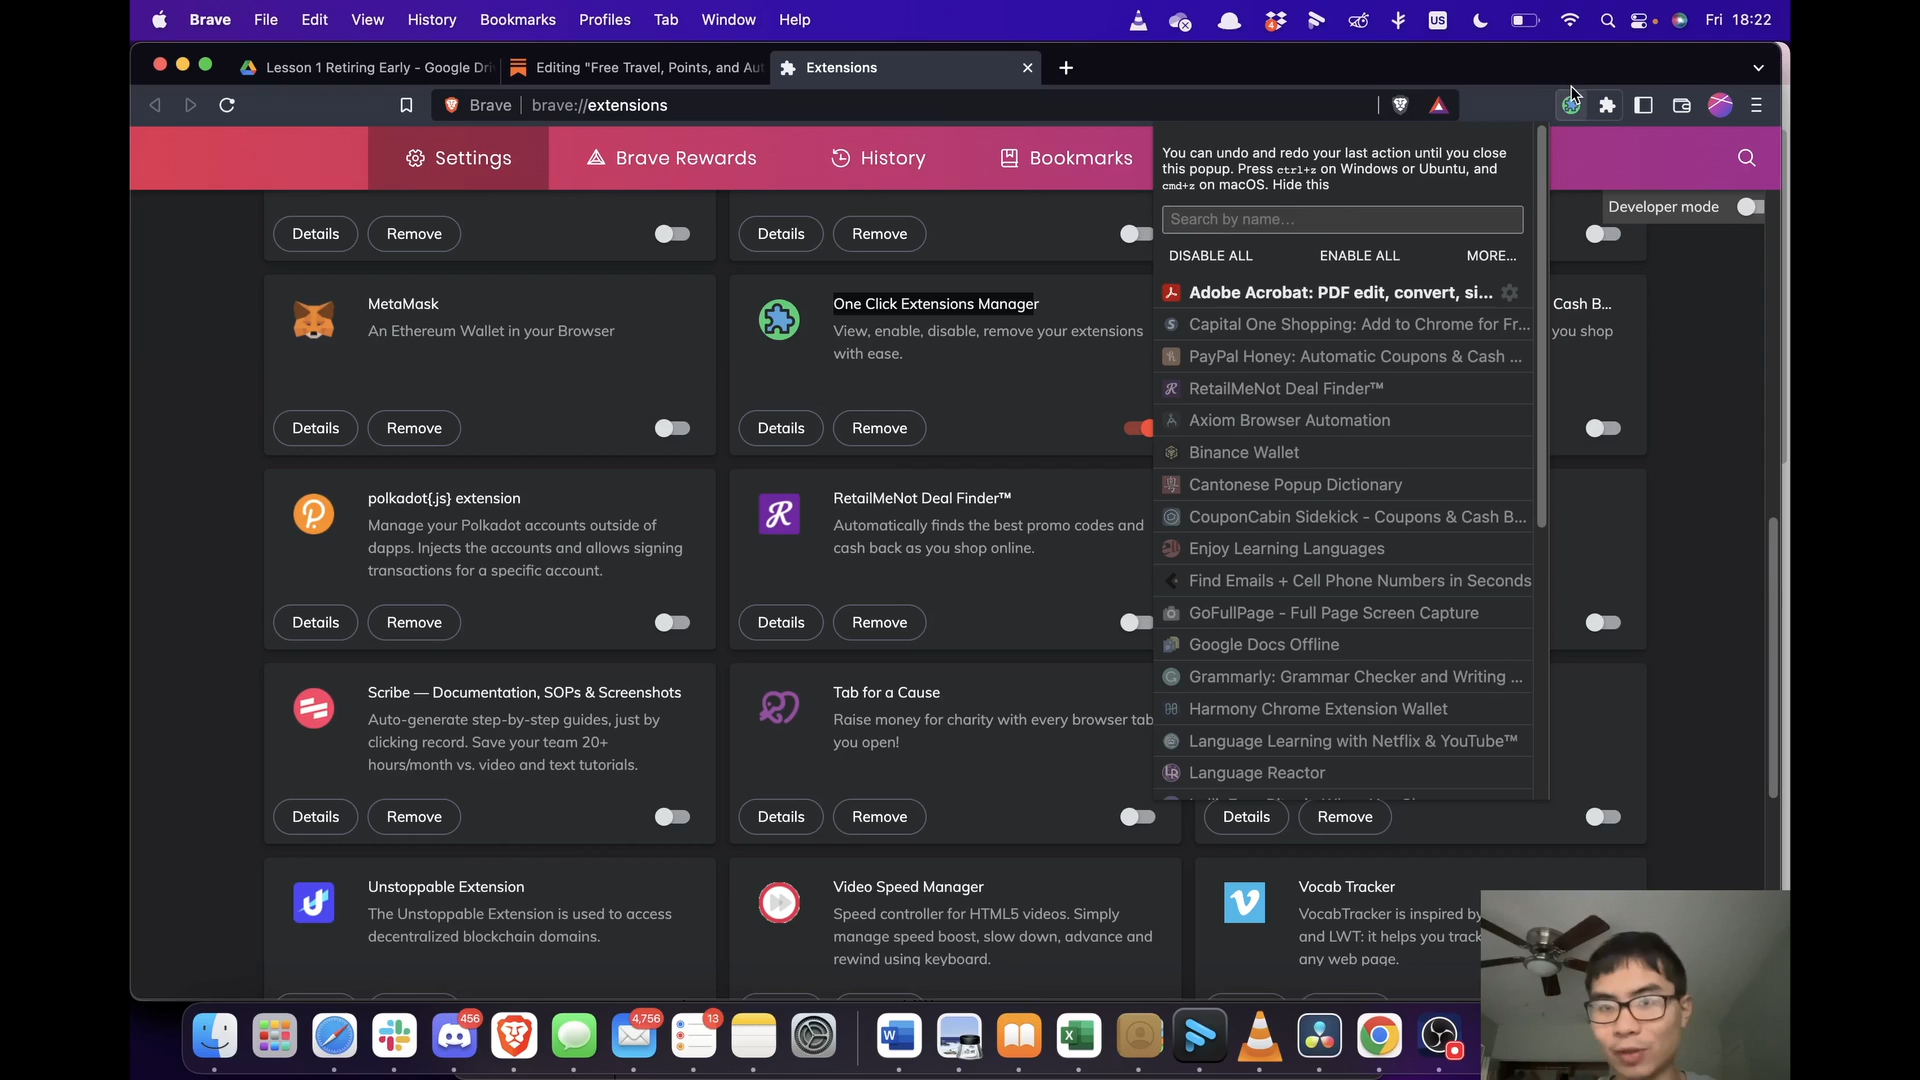 Brave File Edit View History Bookmarks Profiles Tab Window Help US Fri 18:22
Lesson 1 Retiring Early - Google Dri
Editing "Free Travel, Points, and Aut
Extensions
Brave brave://extensions
Settings
Brave Rewards
History
Bookmarks
Developer mode
Details Remove
Details Remove
MetaMask
An Ethereum Wallet in your Browser
Details Remove
One Click Extensions Manager
View, enable, disable, remove your extensions
with ease.
Details Remove
Cash B...
you shop
polkadot{.js} extension
Manage your Polkadot accounts outside of
dapps. Injects the accounts and allows signing
transactions for a specific account.
Details Remove
RetailMeNot Deal Finder™
Automatically finds the best promo codes and
cash back as you shop online.
Details Remove
Scribe — Documentation, SOPs & Screenshots
Auto-generate step-by-step guides, just by
clicking record. Save your team 20+
hours/month vs. video and text tutorials.
Details Remove
Tab for a Cause
Raise money for charity with every browser tab
you open!
Details Remove
Details Remove
Unstoppable Extension
The Unstoppable Extension is used to access
decentralized blockchain domains.
Video Speed Manager
Speed controller for HTML5 videos. Simply
manage speed boost, slow down, advance and
rewind using keyboard.
Vocab Tracker
VocabTracker is inspired by
and LWT: it helps you track
any web page.
You can undo and redo your last action until you close
this popup. Press ctrl+z on Windows or Ubuntu, and
cmd+z on macOS. Hide this
Search by name...
DISABLE ALL ENABLE ALL MORE...
Adobe Acrobat: PDF edit, convert, si...
Capital One Shopping: Add to Chrome for Fr...
PayPal Honey: Automatic Coupons & Cash ...
RetailMeNot Deal Finder™
Axiom Browser Automation
Binance Wallet
Cantonese Popup Dictionary
CouponCabin Sidekick - Coupons & Cash B...
Enjoy Learning Languages
Find Emails + Cell Phone Numbers in Seconds
GoFullPage - Full Page Screen Capture
Google Docs Offline
Grammarly: Grammar Checker and Writing ...
Harmony Chrome Extension Wallet
Language Learning with Netflix & YouTube™
Language Reactor
456
4,756
13